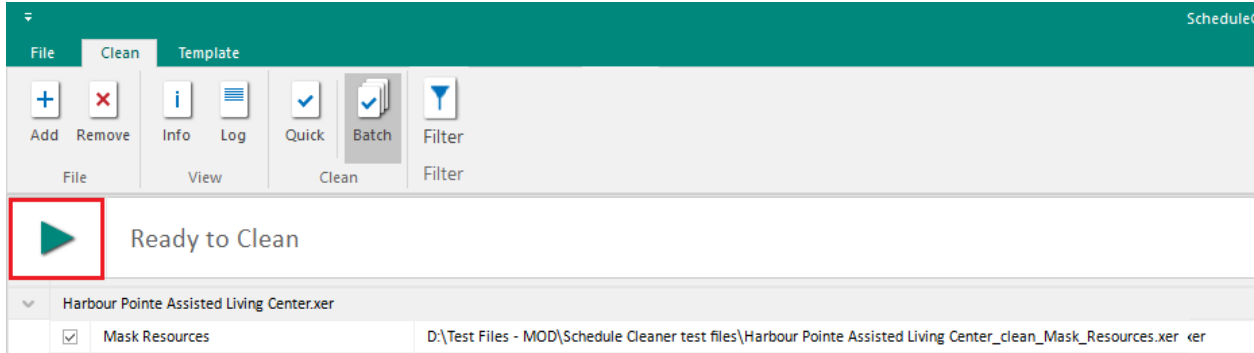 Schedule
File Clean Template
Add Remove Info Log Quick Batch Filter
File View Clean Filter
Ready to Clean
Harbour Pointe Assisted Living Center.xer
Mask Resources D:\Test Files - MOD\Schedule Cleaner test files\Harbour Pointe Assisted Living Center_clean_Mask_Resources.xer